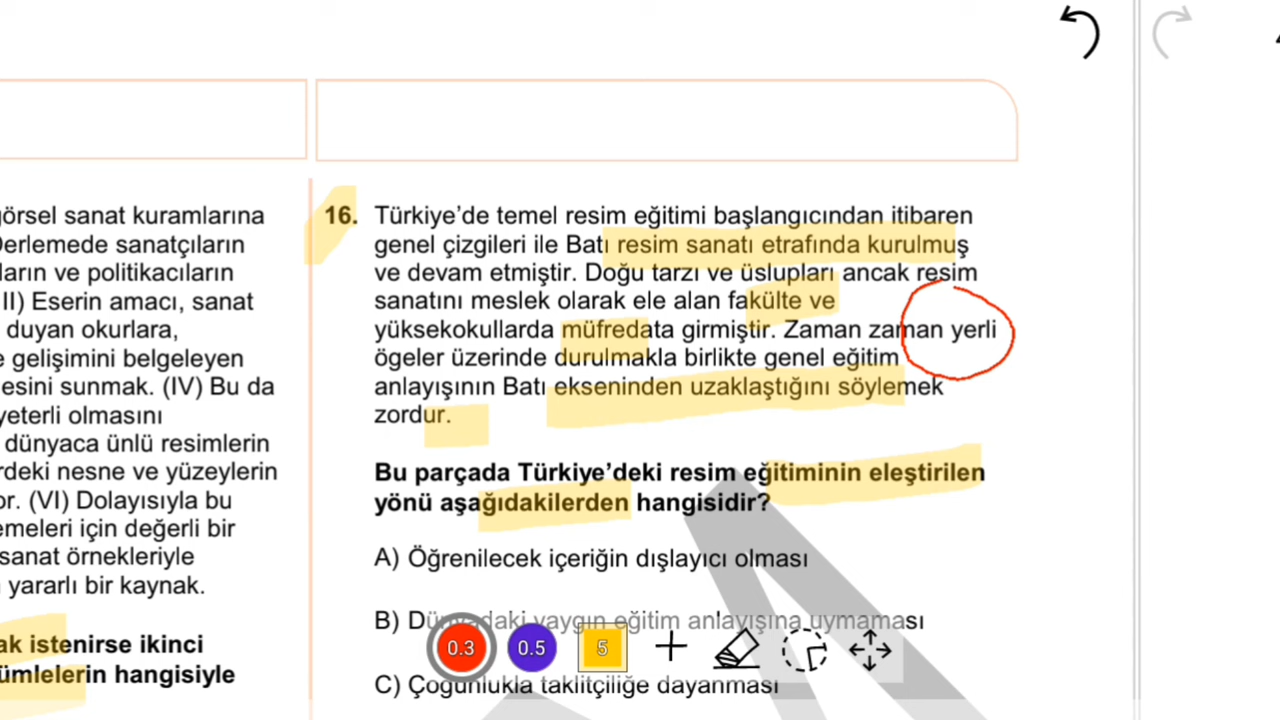 görsel sanat kuramlarına
Derlemede sanatçıların
ların ve politikacıların
II) Eserin amacı, sanat
duyan okurlara,
e gelişimini belgeleyen
esini sunmak. (IV) Bu da
yeterli olmasını
dünyaca ünlü resimlerin
rdeki nesne ve yüzeylerin
or. (VI) Dolayısıyla bu
emeleri için değerli bir
sanat örnekleriyle
yararlı bir kaynak.
ak istenirse ikinci
ümlelerin hangisiyle
16. Türkiye’de temel resim eğitimi başlangıcından itibaren
genel çizgileri ile Batı resim sanatı etrafında kurulmuş
ve devam etmiştir. Doğu tarzı ve üslupları ancak resim
sanatını meslek olarak ele alan fakülte ve
yüksekokullarda müfredata girmiştir. Zaman zaman yerli
ögeler üzerinde durulmakla birlikte genel eğitim
anlayışının Batı ekseninden uzaklaştığını söylemek
zordur.
Bu parçada Türkiye’deki resim eğitiminin eleştirilen
yönü aşağıdakilerden hangisidir?
A) Öğrenilecek içeriğin dışlayıcı olması
B) Dünyadaki yaygın eğitim anlayışına uymaması
0.3 0.5 5
C) Çoğunlukla taklitçiliğe dayanması